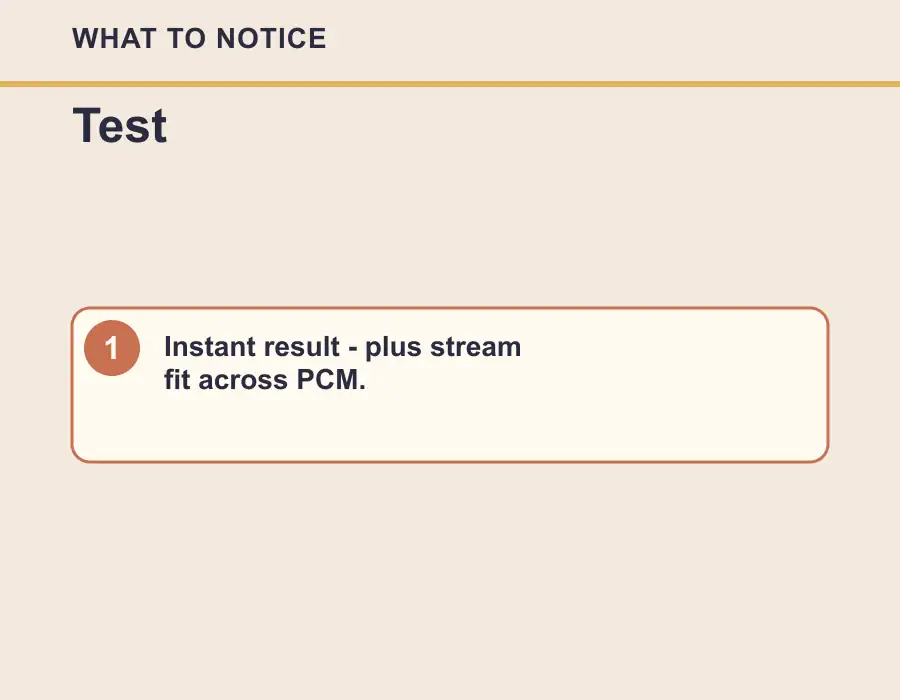 WHAT TO NOTICE
Test
1
Instant result - plus stream
fit across PCM.